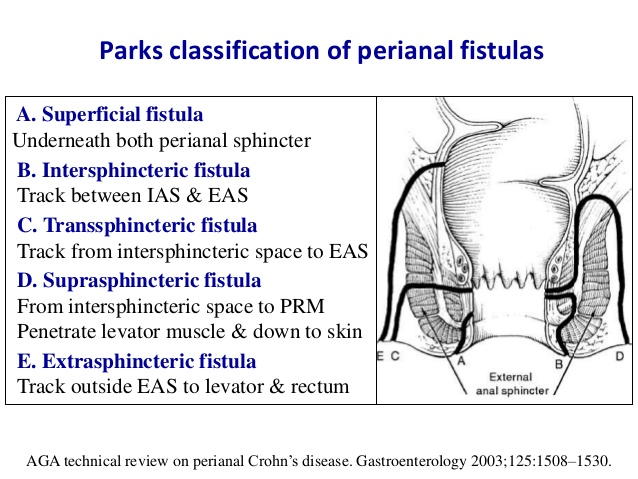 Parks classification of perianal fistulas
A. Superficial fistula
Underneath both perianal sphincter
B. Intersphincteric fistula
Track between IAS & EAS
C. Transsphincteric fistula
Track from intersphincteric space to EAS
D. Suprasphincteric fistula
From intersphincteric space to PRM
Penetrate levator muscle & down to skin
E. Extrasphincteric fistula
Track outside EAS to levator & rectum
E C A B D
External
anal sphincter
AGA technical review on perianal Crohn’s disease. Gastroenterology 2003;125:1508–1530.